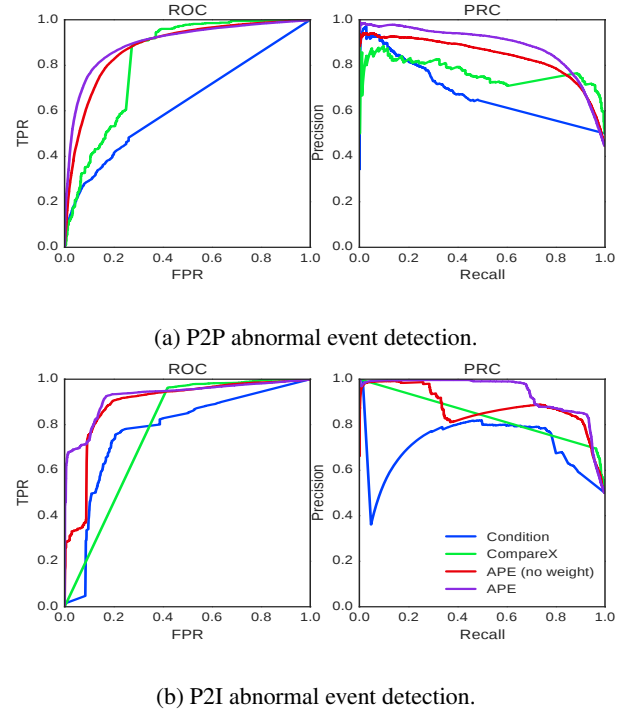 ROC
PRC
1.0
0.8
0.6
0.4
0.2
0.0
TPR
0.0 0.2 0.4 0.6 0.8 1.0
FPR
1.0
0.8
0.6
0.4
0.2
0.0
Precision
0.0 0.2 0.4 0.6 0.8 1.0
Recall
(a) P2P abnormal event detection.
ROC
PRC
1.0
0.8
0.6
0.4
0.2
0.0
TPR
0.0 0.2 0.4 0.6 0.8 1.0
FPR
1.0
0.8
0.6
0.4
0.2
0.0
Precision
Condition
CompareX
APE (no weight)
APE
0.0 0.2 0.4 0.6 0.8 1.0
Recall
(b) P2I abnormal event detection.